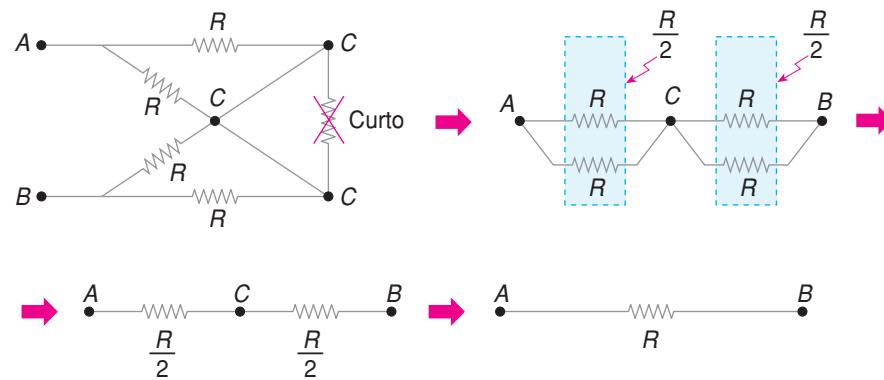 A R C
R
C
Curto
R
B R C
R/2 R/2
A R C R B
R R
A C B
R/2 R/2
A B
R